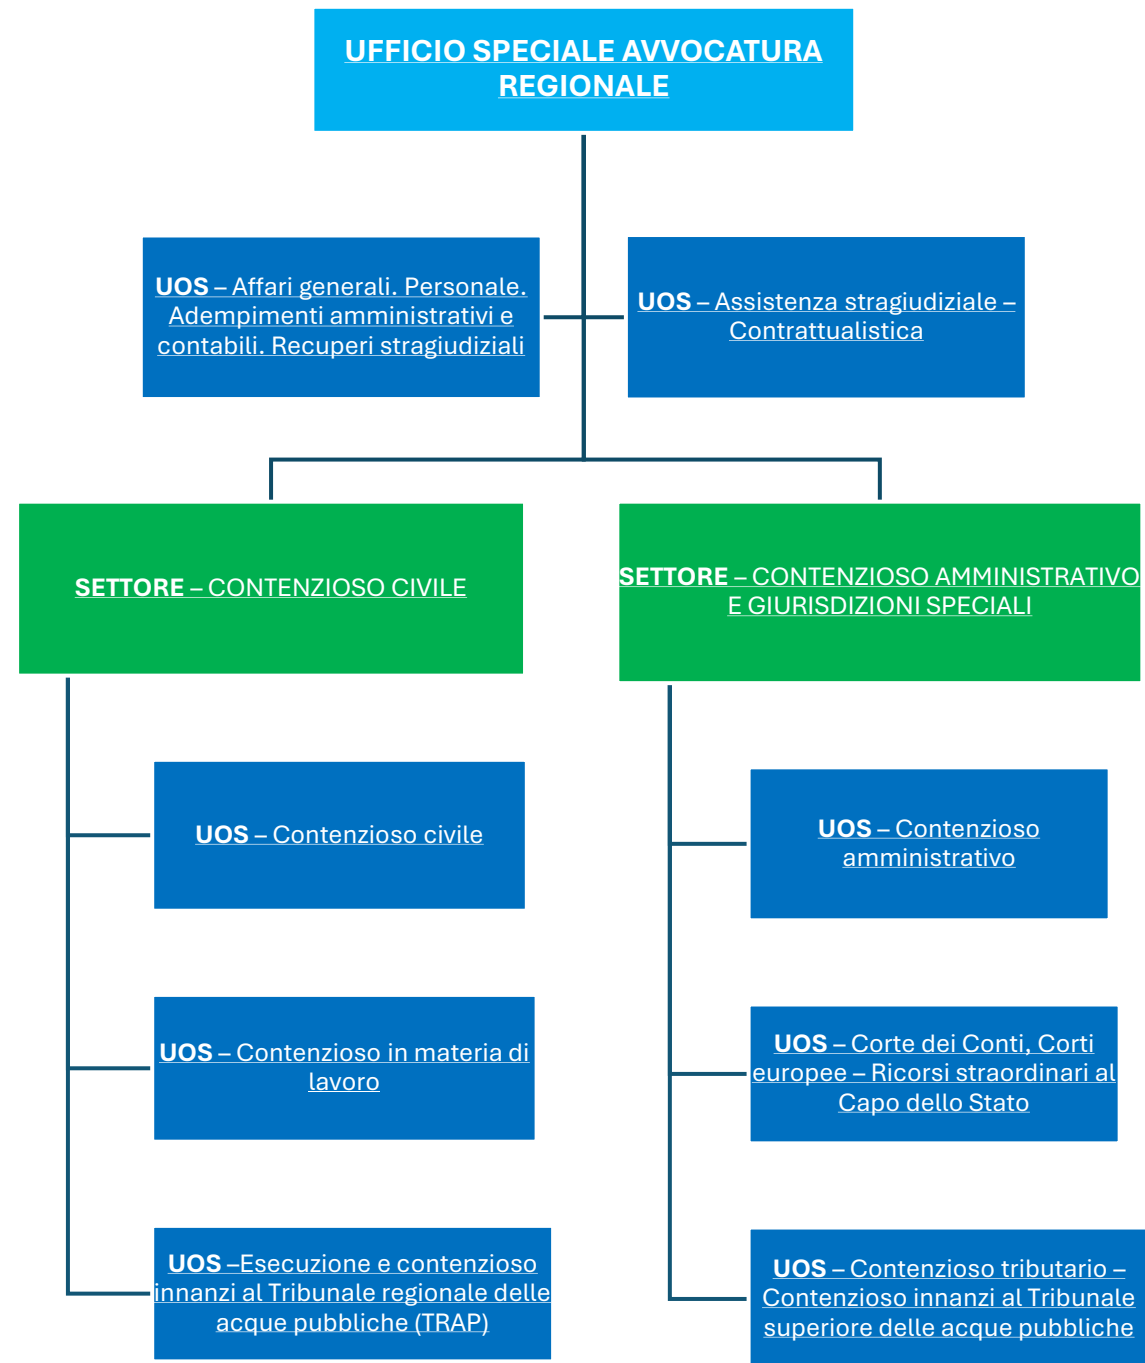 UFFICIO SPECIALE AVVOCATURA
REGIONALE
UOS – Affari generali. Personale.
Adempimenti amministrativi e
contabili. Recuperi stragiudiziali
UOS – Assistenza stragiudiziale –
Contrattualistica
SETTORE – CONTENZIOSO CIVILE
SETTORE – CONTENZIOSO AMMINISTRATIVO
E GIURISDIZIONI SPECIALI
UOS – Contenzioso civile
UOS – Contenzioso in materia di
lavoro
UOS –Esecuzione e contenzioso
innanzi al Tribunale regionale delle
acque pubbliche (TRAP)
UOS – Contenzioso
amministrativo
UOS – Corte dei Conti, Corti
europee – Ricorsi straordinari al
Capo dello Stato
UOS – Contenzioso tributario –
Contenzioso innanzi al Tribunale
superiore delle acque pubbliche